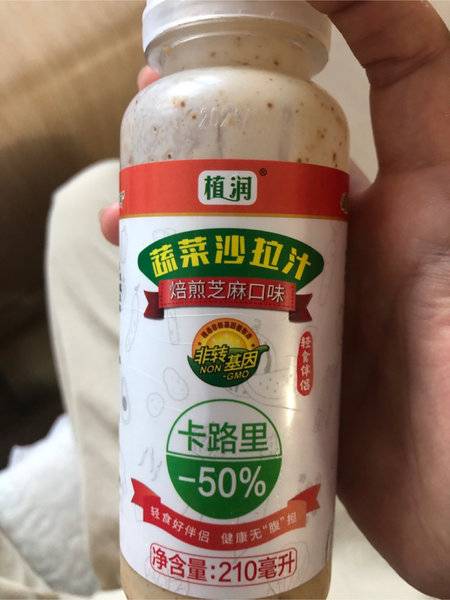 植润®
蔬菜沙拉汁
焙煎芝麻口味
非转基因
NON -GMO
轻食伴侣
卡路里
-50%
轻食好伴侣 健康无“腹”担
净含量:210毫升